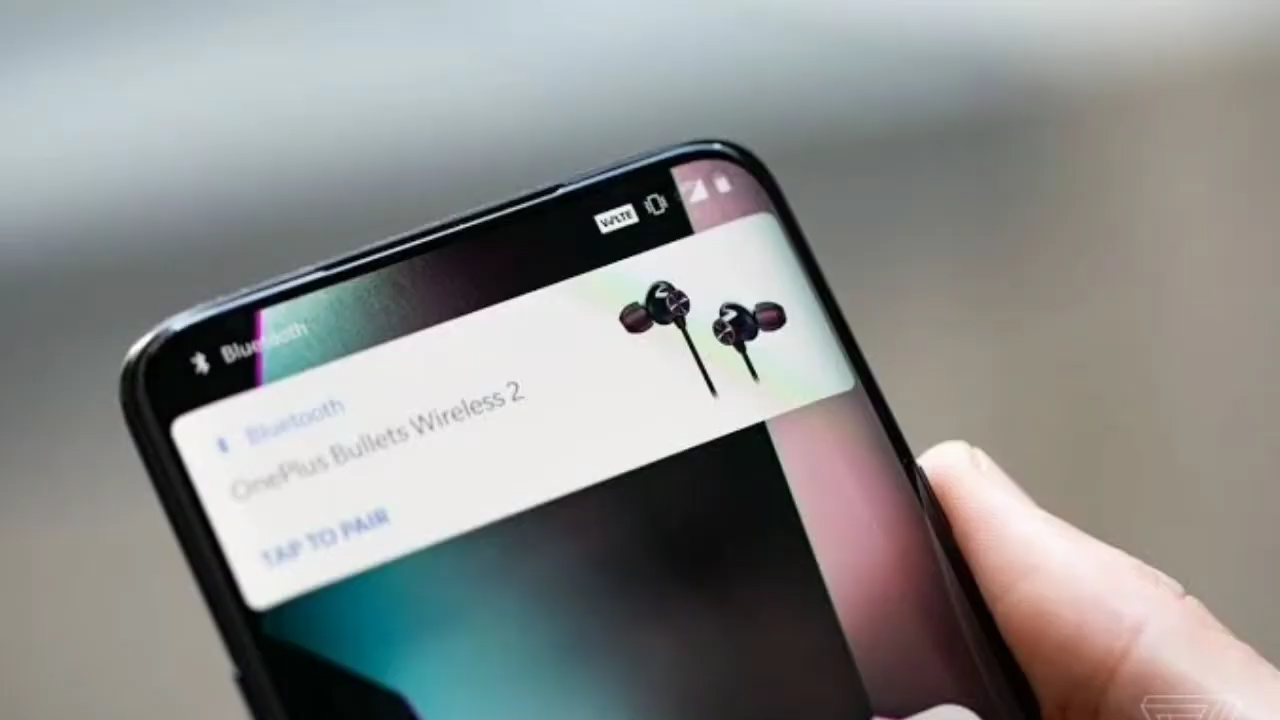 VoLTE
Bluetooth
Bluetooth
OnePlus Bullets Wireless 2
TAP TO PAIR